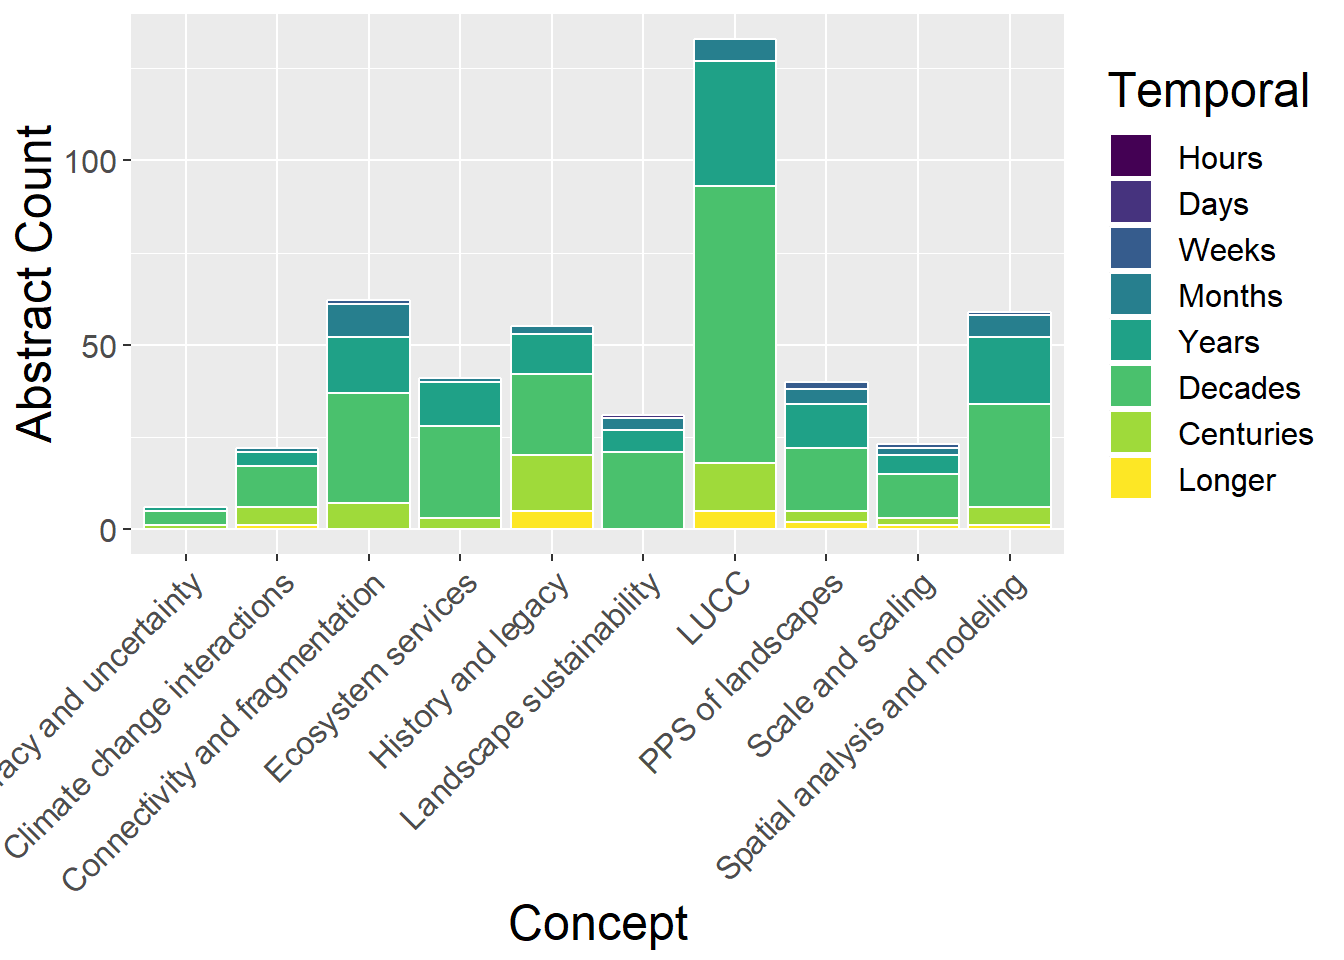 Abstract Count
100
50
0
and uncertainty
Climate change interactions
Connectivity and fragmentation
Ecosystem services
History and legacy
Landscape sustainability
LUCC
PPS of landscapes
Scale and scaling
Spatial analysis and modeling
Concept
Temporal
Hours
Days
Weeks
Months
Years
Decades
Centuries
Longer